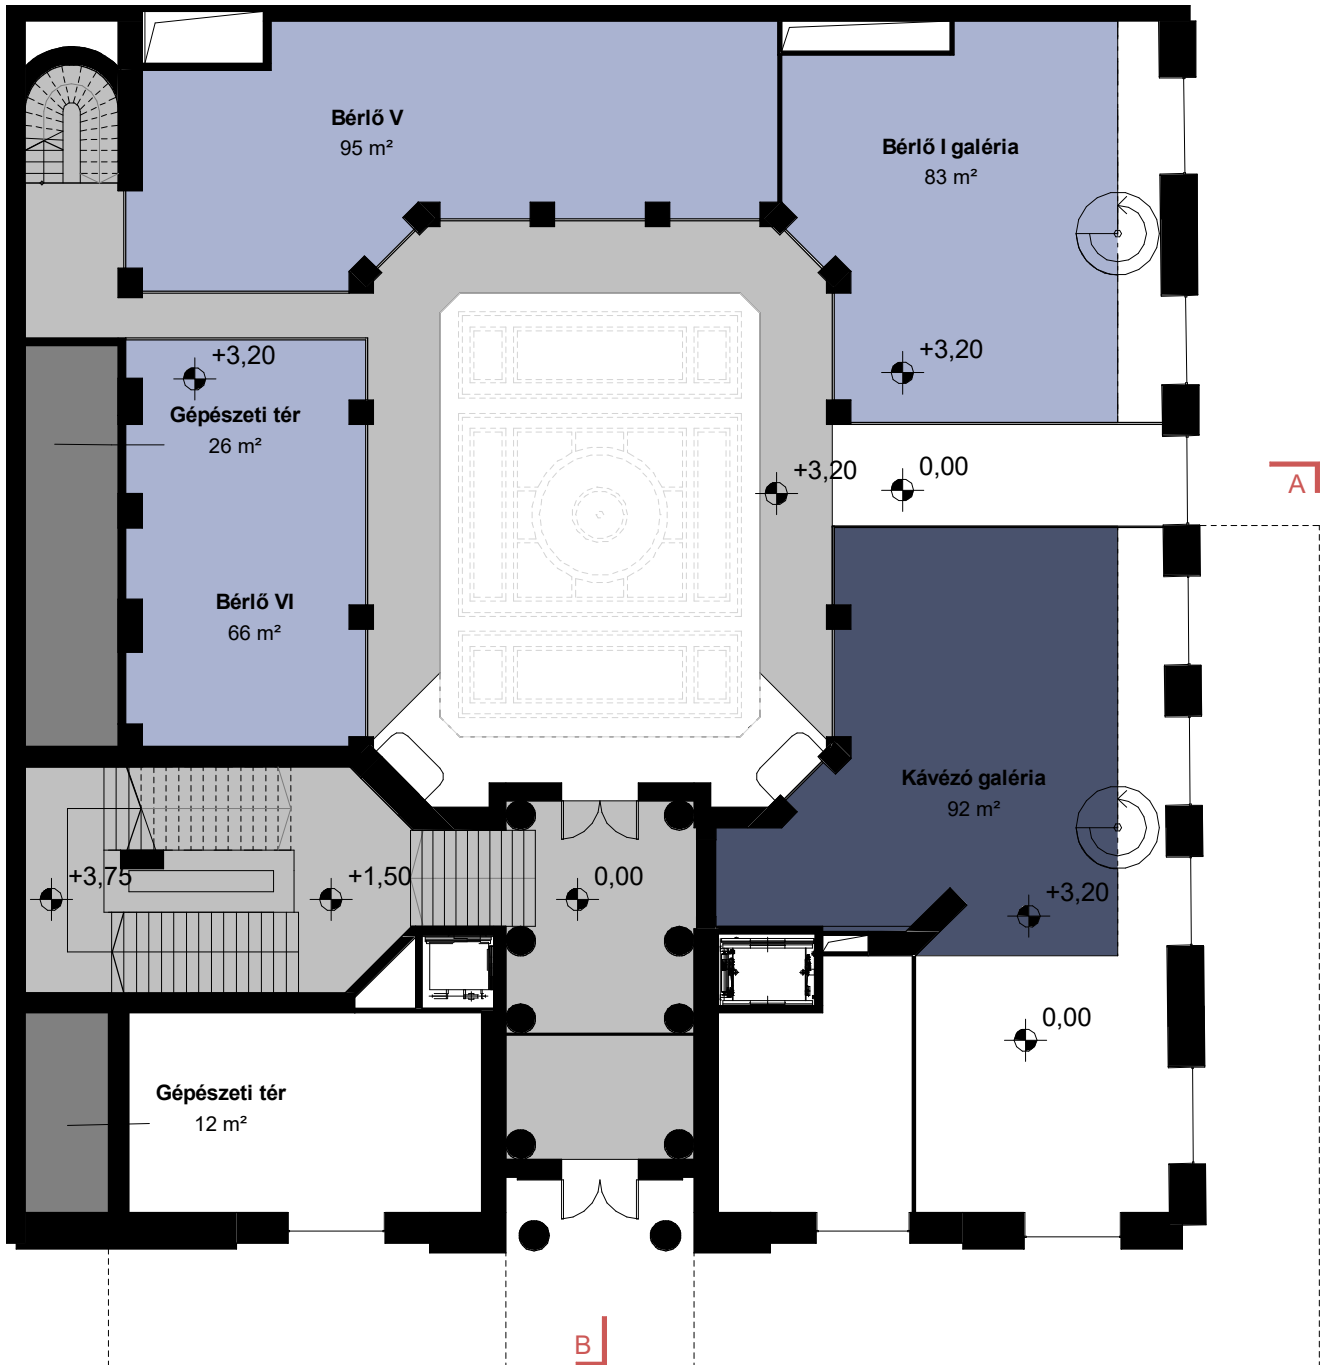 Bérlő V
95 m²
Bérlő I galéria
83 m²
+3,20
+3,20
Gépészeti tér
26 m²
+3,20
0,00
A
Bérlő VI
66 m²
Kávézó galéria
92 m²
+3,75
+1,50
0,00
+3,20
0,00
Gépészeti tér
12 m²
B